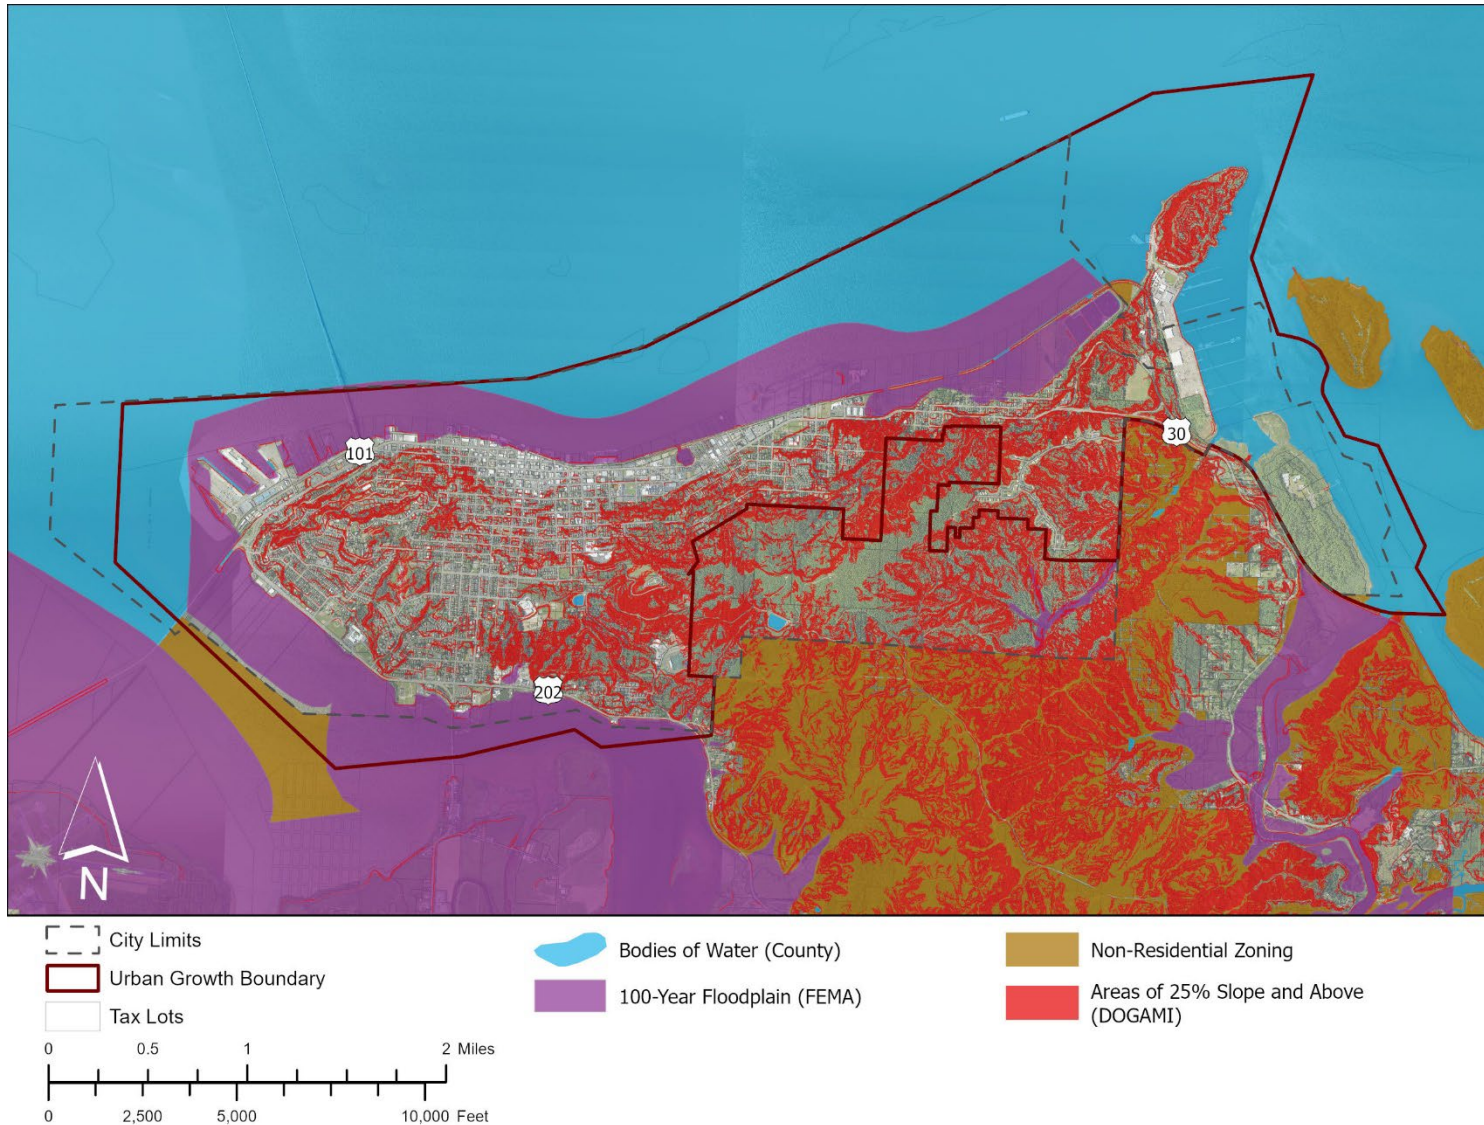 101
30
202
N
City Limits
Urban Growth Boundary
Tax Lots
Bodies of Water (County)
100-Year Floodplain (FEMA)
Non-Residential Zoning
Areas of 25% Slope and Above
(DOGAMI)
0 0.5 1 2 Miles
0 2,500 5,000 10,000 Feet